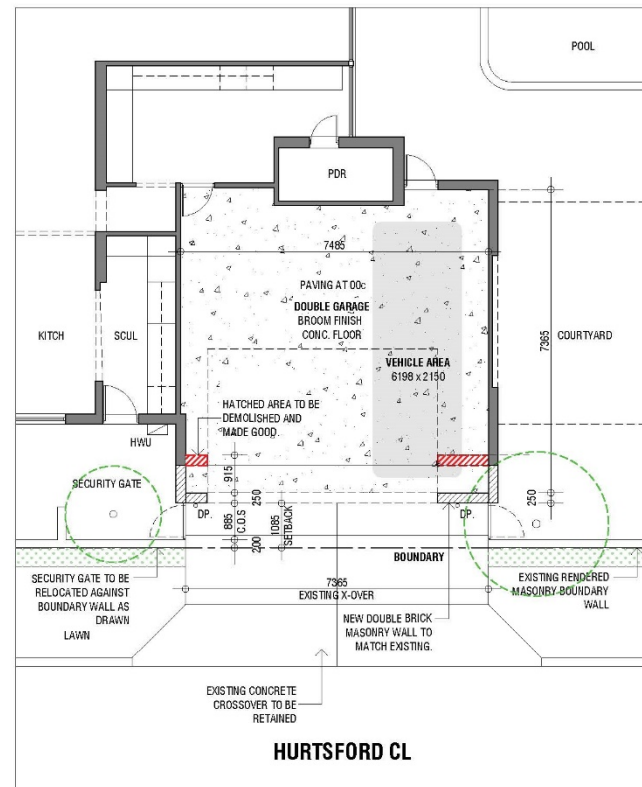 POOL
PDR
7485
PAVING AT 00c
DOUBLE GARAGE
BROOM FINISH
CONC. FLOOR
VEHICLE AREA
6198 x 2150
7365
COURTYARD
KITCH
SCUL
HATCHED AREA TO BE
DEMOLISHED AND
MADE GOOD.
HWU
SECURITY GATE
915
250
DP.
885
C.O.S
200
1085
SETBACK
DP.
250
BOUNDARY
SECURITY GATE TO BE
RELOCATED AGAINST
BOUNDARY WALL AS
DRAWN
LAWN
7365
EXISTING X-OVER
EXISTING RENDERED
MASONRY BOUNDARY
WALL
NEW DOUBLE BRICK
MASONRY WALL TO
MATCH EXISTING.
EXISTING CONCRETE
CROSSOVER TO BE
RETAINED
HURTSFORD CL